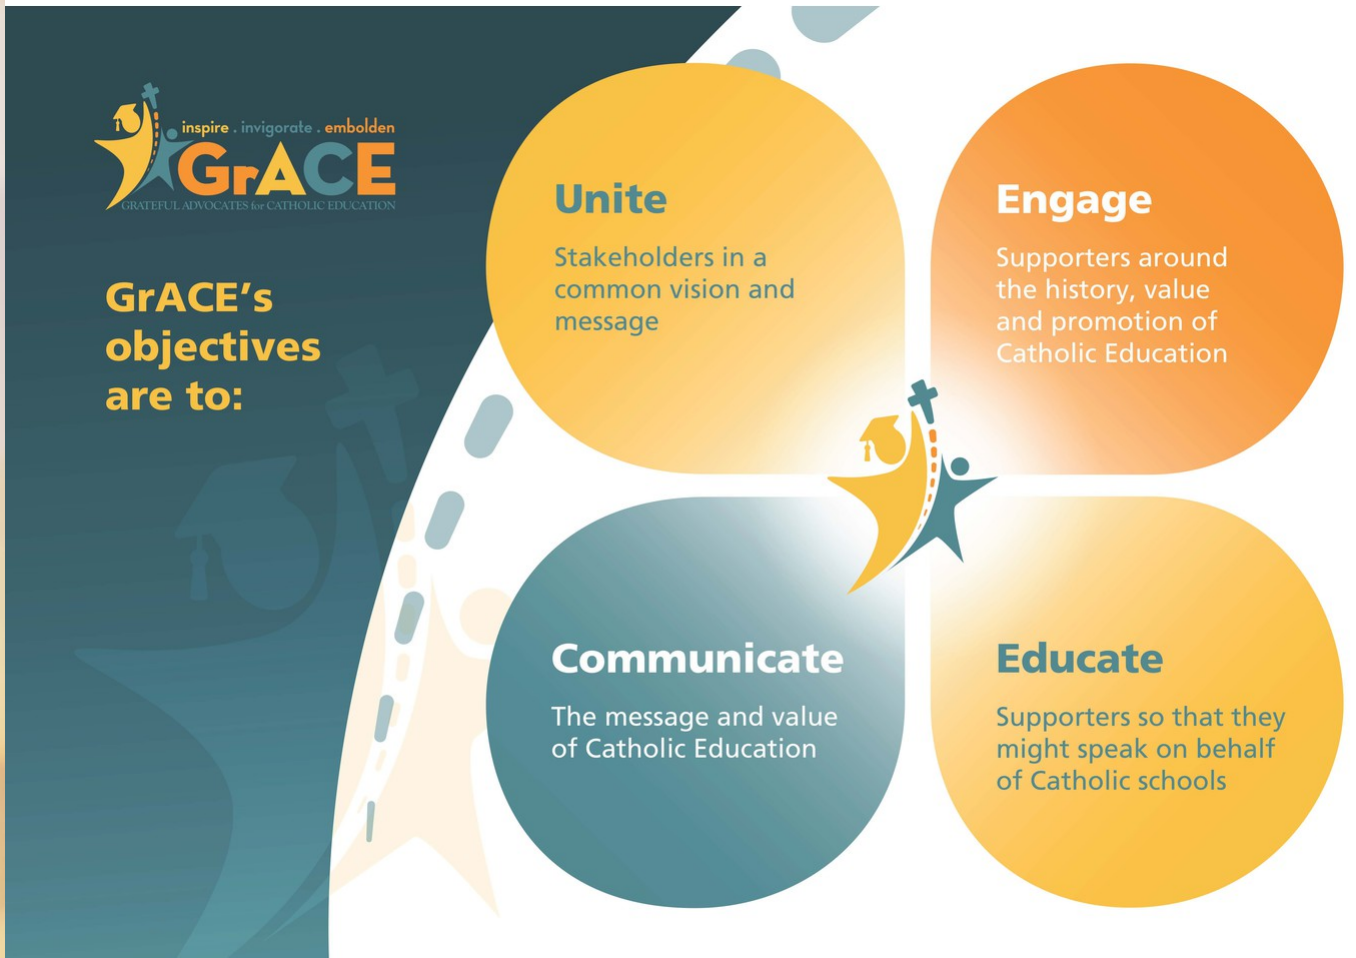 inspire . invigorate . embolden
GrACE
GRATEFUL ADVOCATES for CATHOLIC EDUCATION
GrACE’s
objectives
are to:
Unite
Stakeholders in a
common vision and
message
Engage
Supporters around
the history, value
and promotion of
Catholic Education
Communicate
The message and value
of Catholic Education
Educate
Supporters so that they
might speak on behalf
of Catholic schools